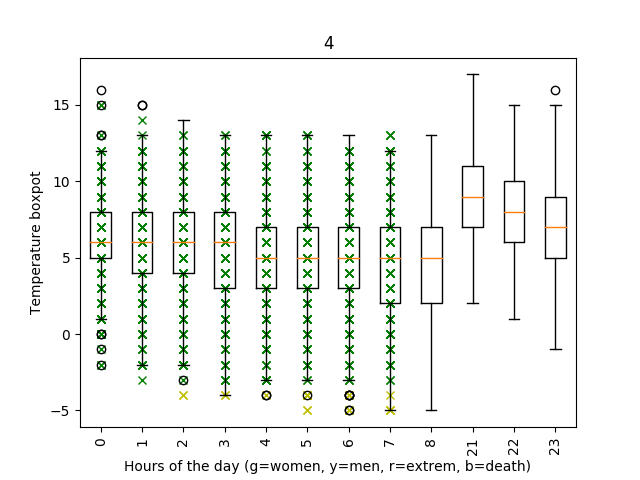 4
Temperature boxpot
15
10
5
0
−5
0 1 2 3 4 5 6 7 8 21 22 23
Hours of the day (g=women, y=men, r=extrem, b=death)